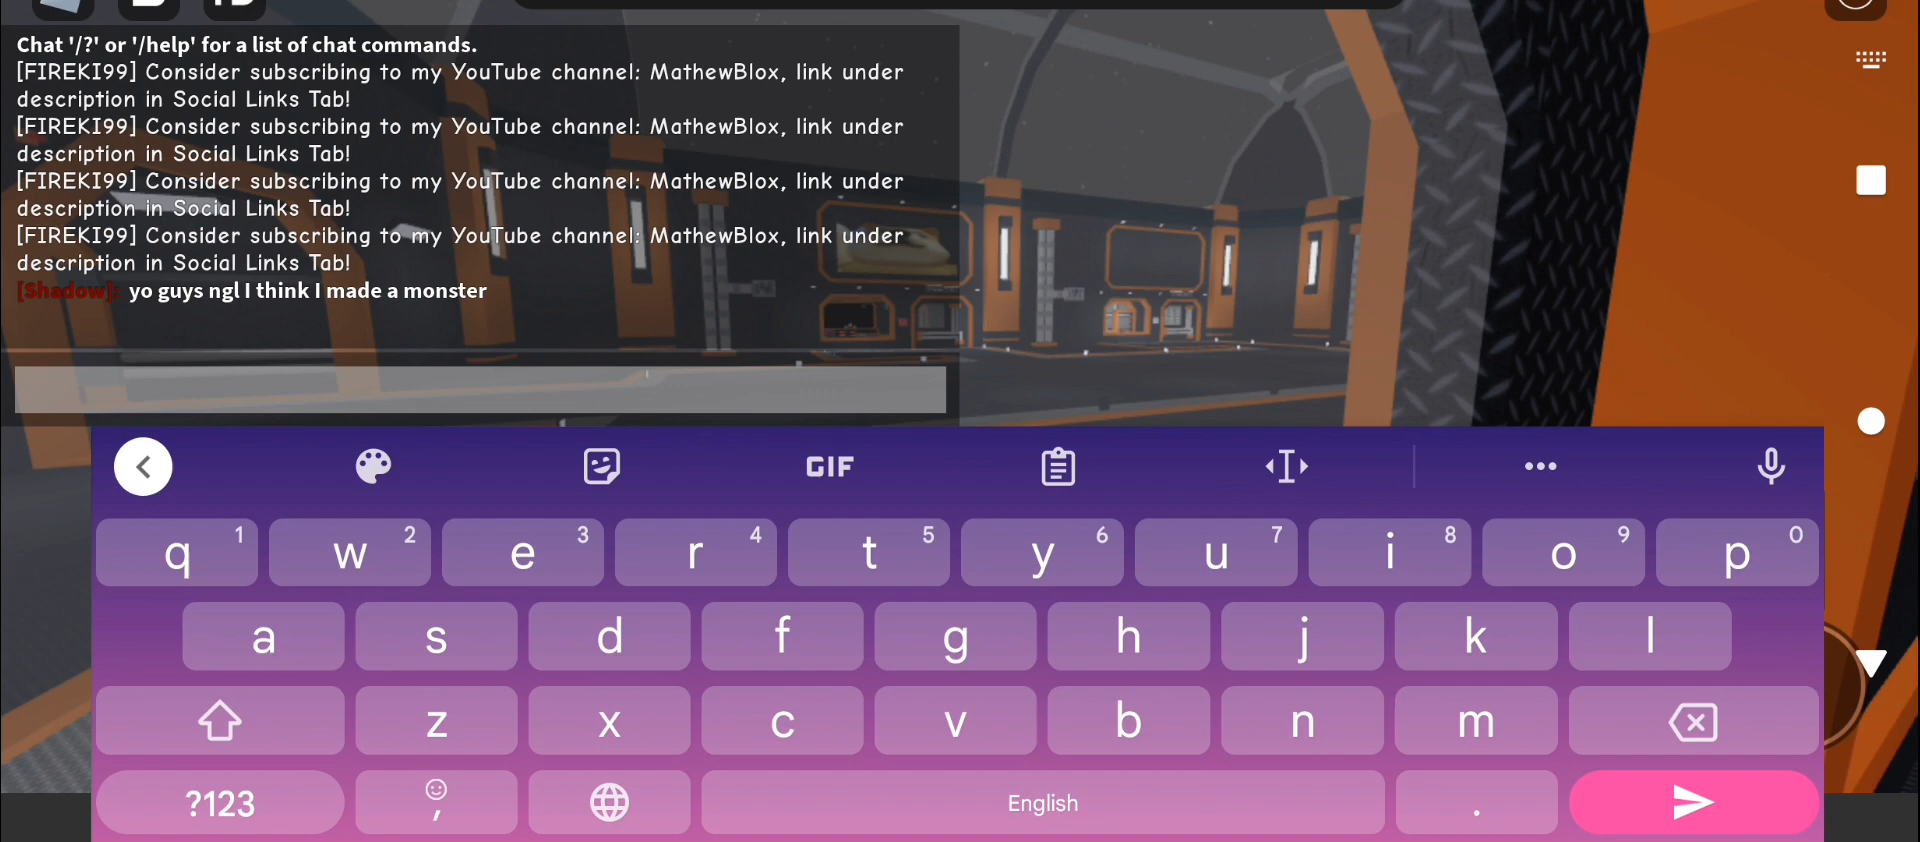 Chat '/?' or '/help' for a list of chat commands.
[FIREKI99] Consider subscribing to my YouTube channel: MathewBlox, link under
description in Social Links Tab!
[FIREKI99] Consider subscribing to my YouTube channel: MathewBlox, link under
description in Social Links Tab!
[FIREKI99] Consider subscribing to my YouTube channel: MathewBlox, link under
description in Social Links Tab!
[FIREKI99] Consider subscribing to my YouTube channel: MathewBlox, link under
description in Social Links Tab!
[Shadow]: yo guys ngl I think I made a monster
GIF
q 1 w 2 e 3 r 4 t 5 y 6 u 7 i 8 o 9 p 0
a s d f g h j k l
z x c v b n m
?123 , English .